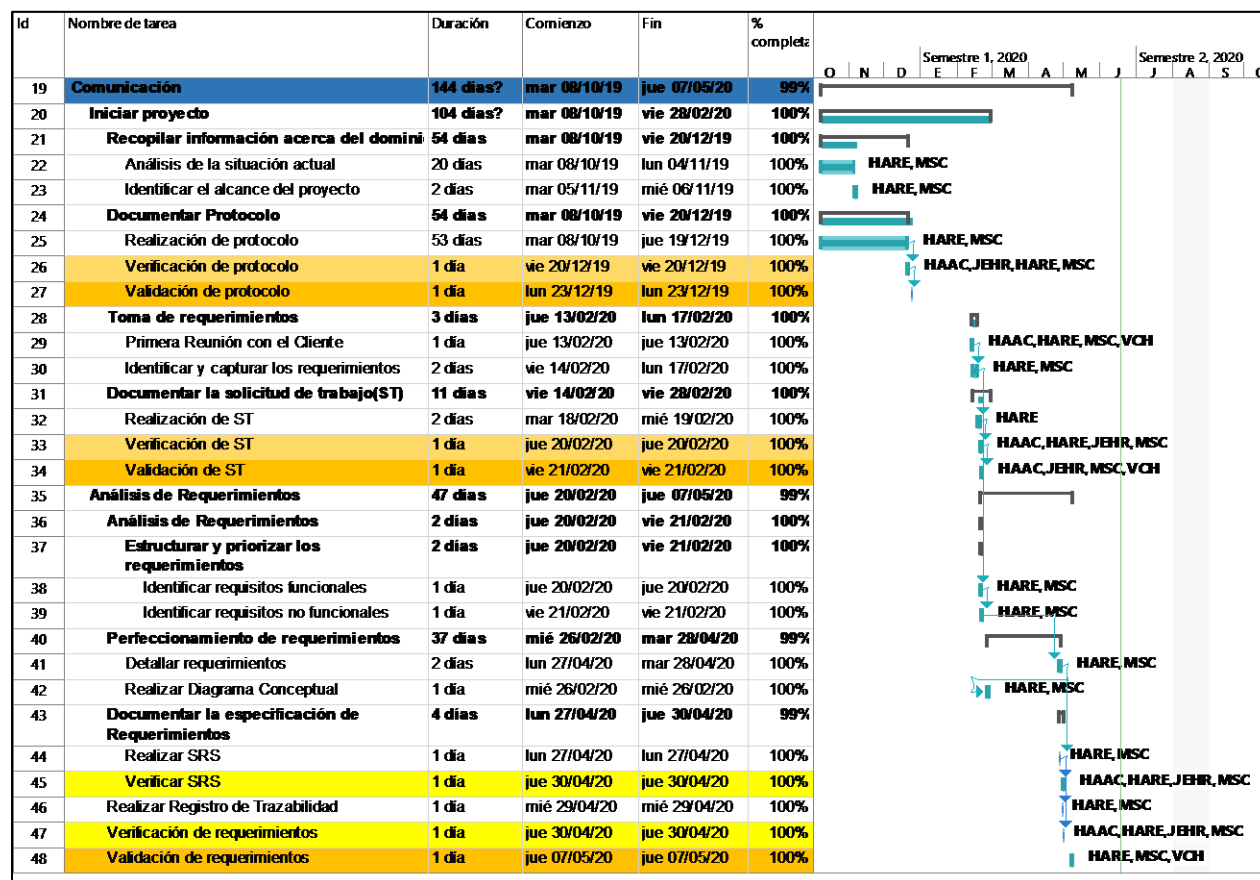 Id Nombre de tarea Duración Comienzo Fin % completa
Semestre 1, 2020 Semestre 2, 2020
O N D E F M A M J J A S O
19 Comunicación 144 días? mar 08/10/19 jue 07/05/20 99%
20 Iniciar proyecto 104 días? mar 08/10/19 vie 28/02/20 100%
21 Recopilar información acerca del domini 54 días mar 08/10/19 vie 20/12/19 100%
22 Análisis de la situación actual 20 días mar 08/10/19 lun 04/11/19 100% HARE, MSC
23 Identificar el alcance del proyecto 2 días mar 05/11/19 mié 06/11/19 100% HARE, MSC
24 Documentar Protocolo 54 días mar 08/10/19 vie 20/12/19 100%
25 Realización de protocolo 53 días mar 08/10/19 jue 19/12/19 100% HARE, MSC
26 Verificación de protocolo 1 día vie 20/12/19 vie 20/12/19 100% HAAC,JEHR,HARE,MSC
27 Validación de protocolo 1 día lun 23/12/19 lun 23/12/19 100%
28 Toma de requerimientos 3 días jue 13/02/20 lun 17/02/20 100%
29 Primera Reunión con el Cliente 1 día jue 13/02/20 jue 13/02/20 100% HAAC,HARE,MSC,VCH
30 Identificar y capturar los requerimientos 2 días vie 14/02/20 lun 17/02/20 100% HARE, MSC
31 Documentar la solicitud de trabajo(ST) 11 días vie 14/02/20 vie 28/02/20 100%
32 Realización de ST 2 días mar 18/02/20 mié 19/02/20 100% HARE
33 Verificación de ST 1 día jue 20/02/20 jue 20/02/20 100% HAAC,HARE,JEHR,MSC
34 Validación de ST 1 día vie 21/02/20 vie 21/02/20 100% HAAC,JEHR,MSC,VCH
35 Análisis de Requerimientos 47 días jue 20/02/20 jue 07/05/20 99%
36 Análisis de Requerimientos 2 días jue 20/02/20 vie 21/02/20 100%
37 Estructurar y priorizar los 2 días jue 20/02/20 vie 21/02/20 100%
requerimientos
38 Identificar requisitos funcionales 1 día jue 20/02/20 jue 20/02/20 100% HARE, MSC
39 Identificar requisitos no funcionales 1 día vie 21/02/20 vie 21/02/20 100% HARE, MSC
40 Perfeccionamiento de requerimientos 37 días mié 26/02/20 mar 28/04/20 99%
41 Detallar requerimientos 2 días lun 27/04/20 mar 28/04/20 100% HARE, MSC
42 Realizar Diagrama Conceptual 1 día mié 26/02/20 mié 26/02/20 100% HARE, MSC
43 Documentar la especificación de 4 días lun 27/04/20 jue 30/04/20 99%
Requerimientos
44 Realizar SRS 1 día lun 27/04/20 lun 27/04/20 100% HARE, MSC
45 Verificar SRS 1 día jue 30/04/20 jue 30/04/20 100% HAAC,HARE,JEHR,MSC
46 Realizar Registro de Trazabilidad 1 día mié 29/04/20 mié 29/04/20 100% HARE, MSC
47 Verificación de requerimientos 1 día jue 30/04/20 jue 30/04/20 100% HAAC,HARE,JEHR,MSC
48 Validación de requerimientos 1 día jue 07/05/20 jue 07/05/20 100% HARE, MSC,VCH